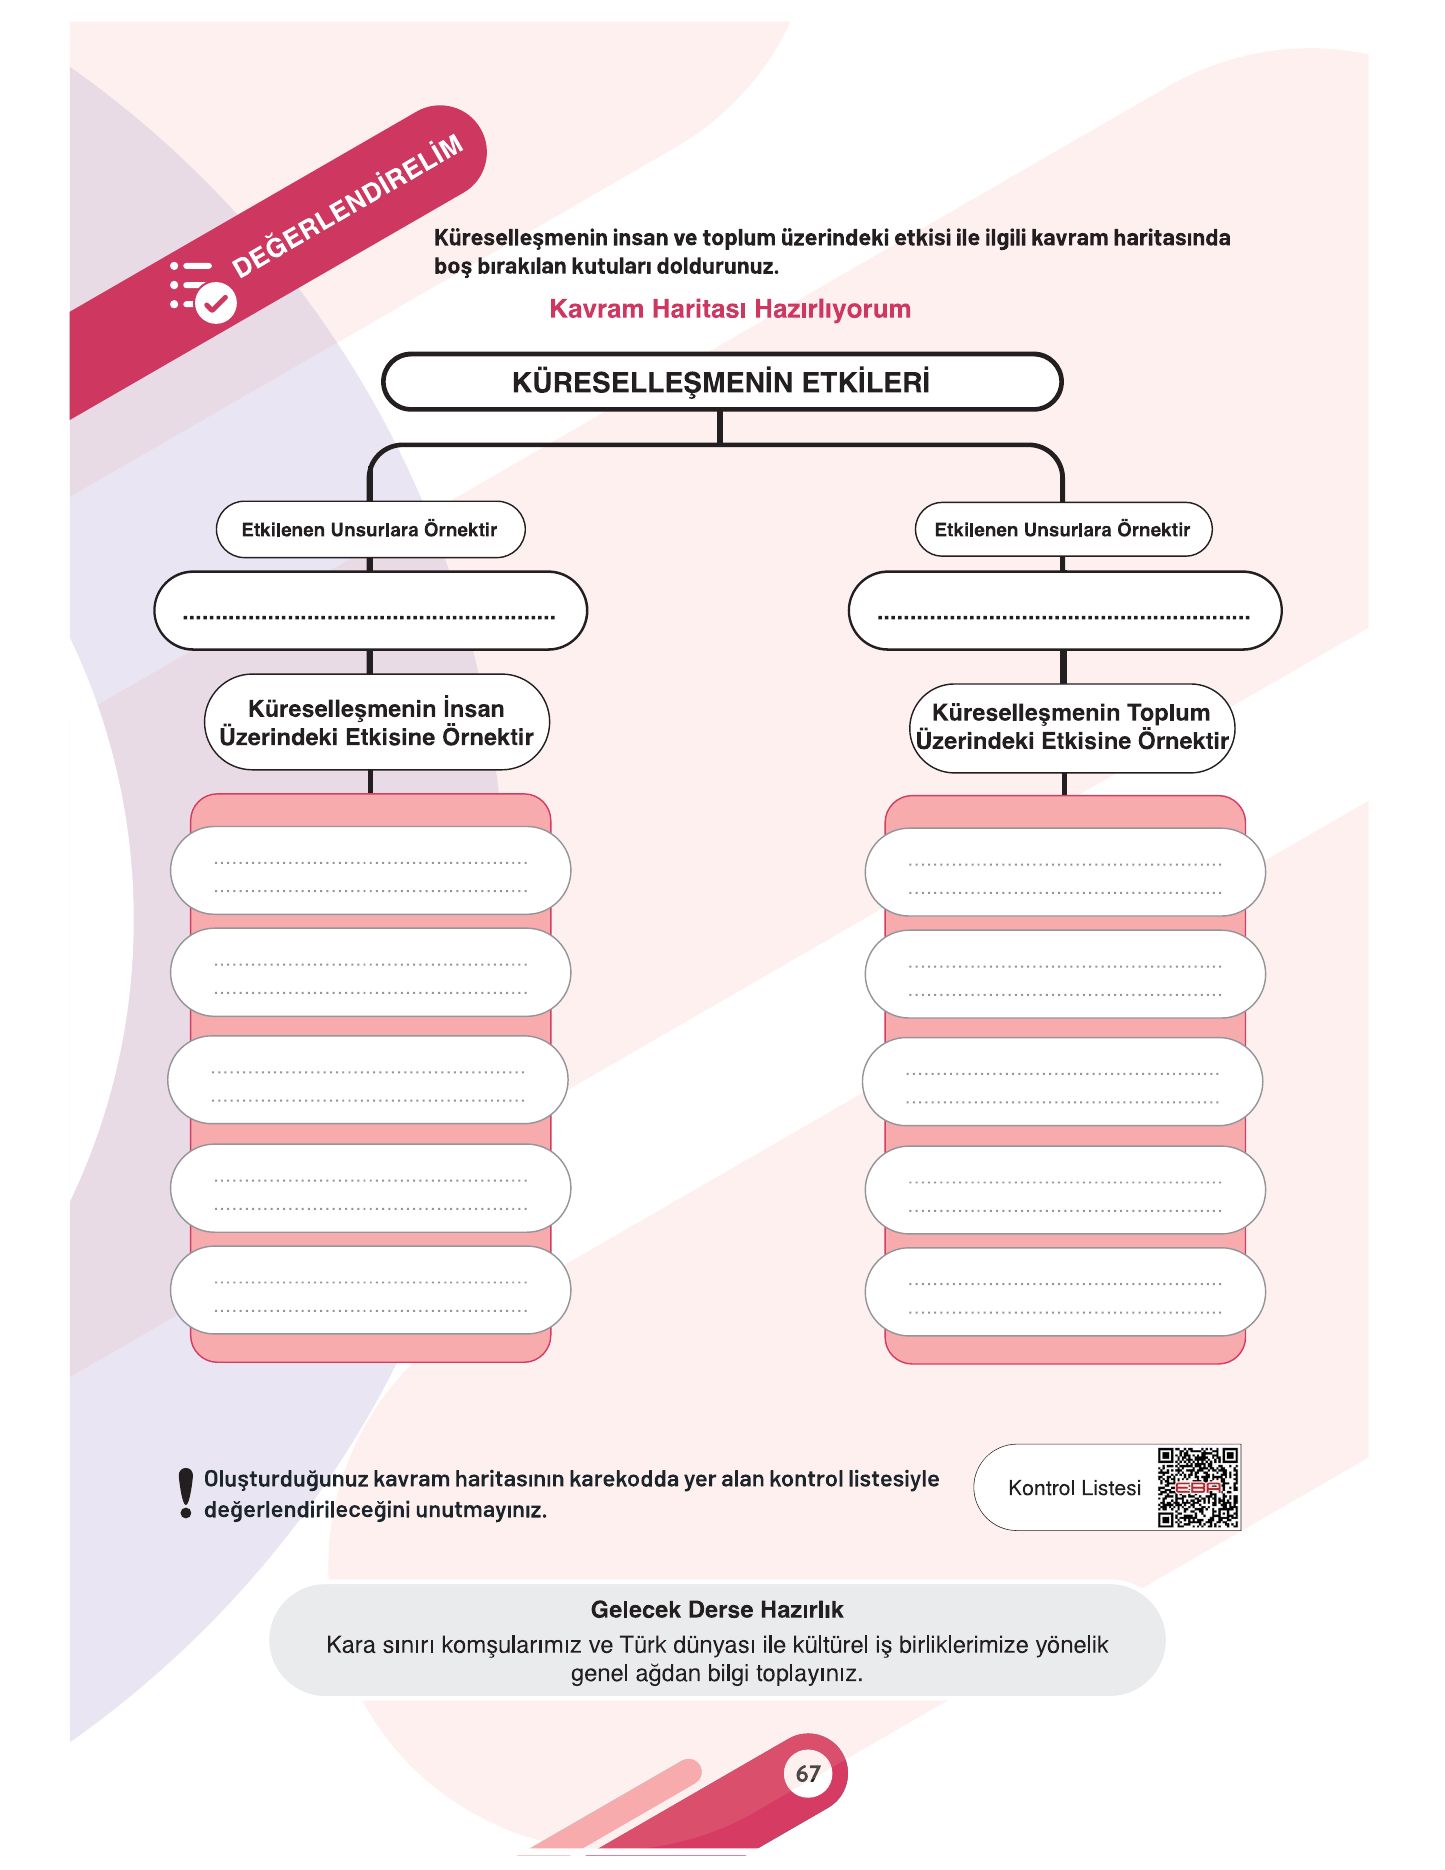 DEĞERLENDİRELİM
Küreselleşmenin insan ve toplum üzerindeki etkisi ile ilgili kavram haritasında
boş bırakılan kutuları doldurunuz.
Kavram Haritası Hazırlıyorum
KÜRESELLEŞMENİN ETKİLERİ
Etkilenen Unsurlara Örnektir
Etkilenen Unsurlara Örnektir
Küreselleşmenin İnsan
Üzerindeki Etkisine Örnektir
Küreselleşmenin Toplum
Üzerindeki Etkisine Örnektir
Oluşturduğunuz kavram haritasının karekodda yer alan kontrol listesiyle
değerlendirileceğini unutmayınız.
Kontrol Listesi
EBA
Gelecek Derse Hazırlık
Kara sınırı komşularımız ve Türk dünyası ile kültürel iş birliklerimize yönelik
genel ağdan bilgi toplayınız.
67